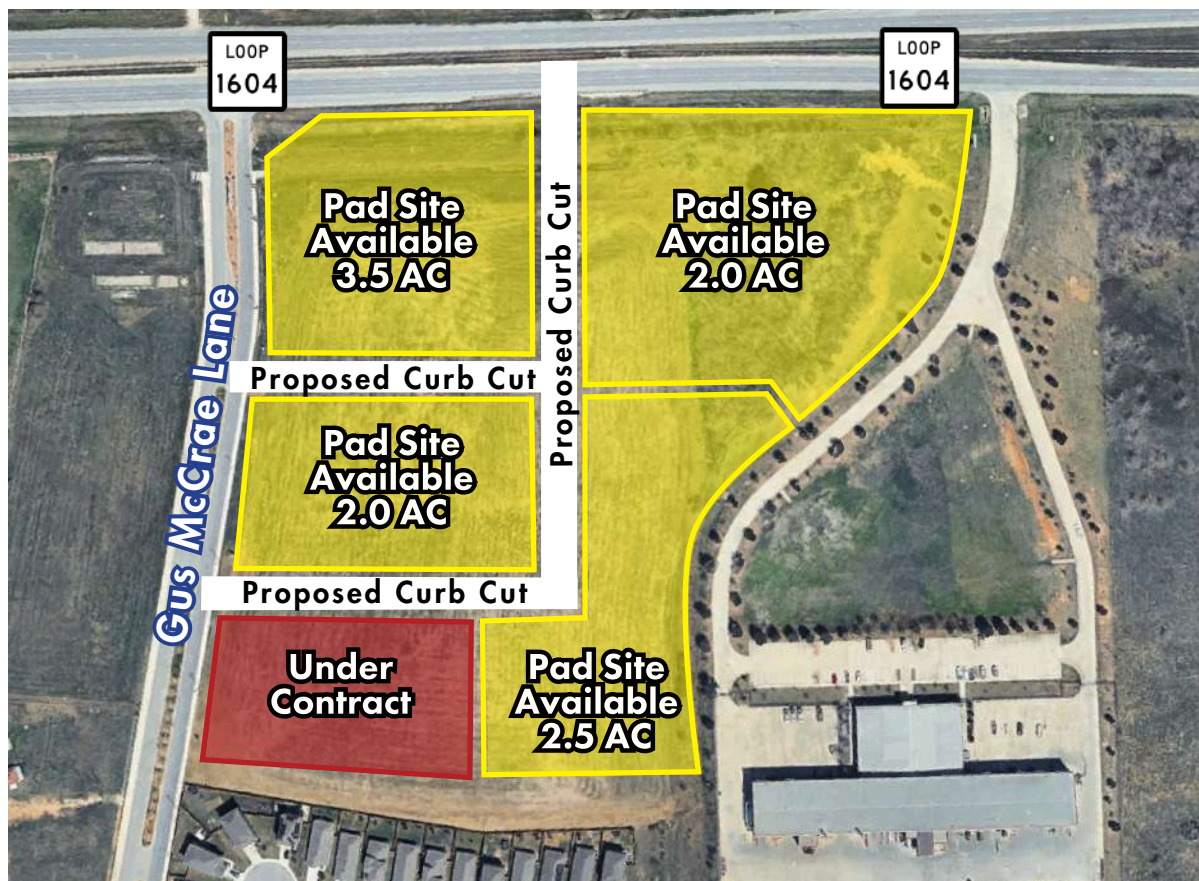 LOOP
1604
LOOP
1604
Pad Site
Available
3.5 AC
Proposed Curb Cut
Pad Site
Available
2.0 AC
Gus McCrae Lane
Proposed Curb Cut
Pad Site
Available
2.0 AC
Proposed Curb Cut
Under
Contract
Pad Site
Available
2.5 AC